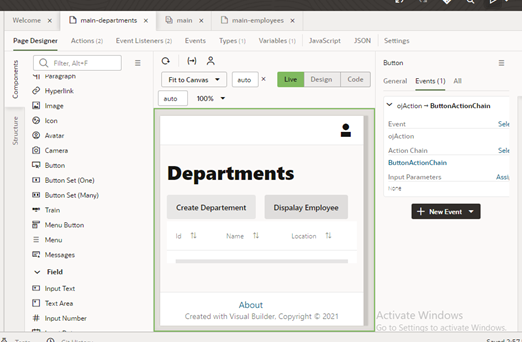 Welcome × main-departments × main × main-employees ×
Page Designer Actions (2) Event Listeners (2) Events Types (1) Variables (1) JavaScript JSON Settings
Components
Structure
Filter, Alt+F
Paragraph
Hyperlink
Image
Icon
Avatar
Camera
Button
Button Set (One)
Button Set (Many)
Train
Menu Button
Menu
Messages
Field
Input Text
Text Area
Input Number
Fit to Canvas auto × Live Design Code
auto 100%
Departments
Create Departement Dispalay Employee
Id Name Location
About
Created with Visual Builder, Copyright © 2021
Button
General Events (1) All
ojAction → ButtonActionChain
Event Sele
ojAction
Action Chain Sele
ButtonActionChain
Input Parameters Assig
None
+ New Event
Activate Windows
Go to Settings to activate Windows.